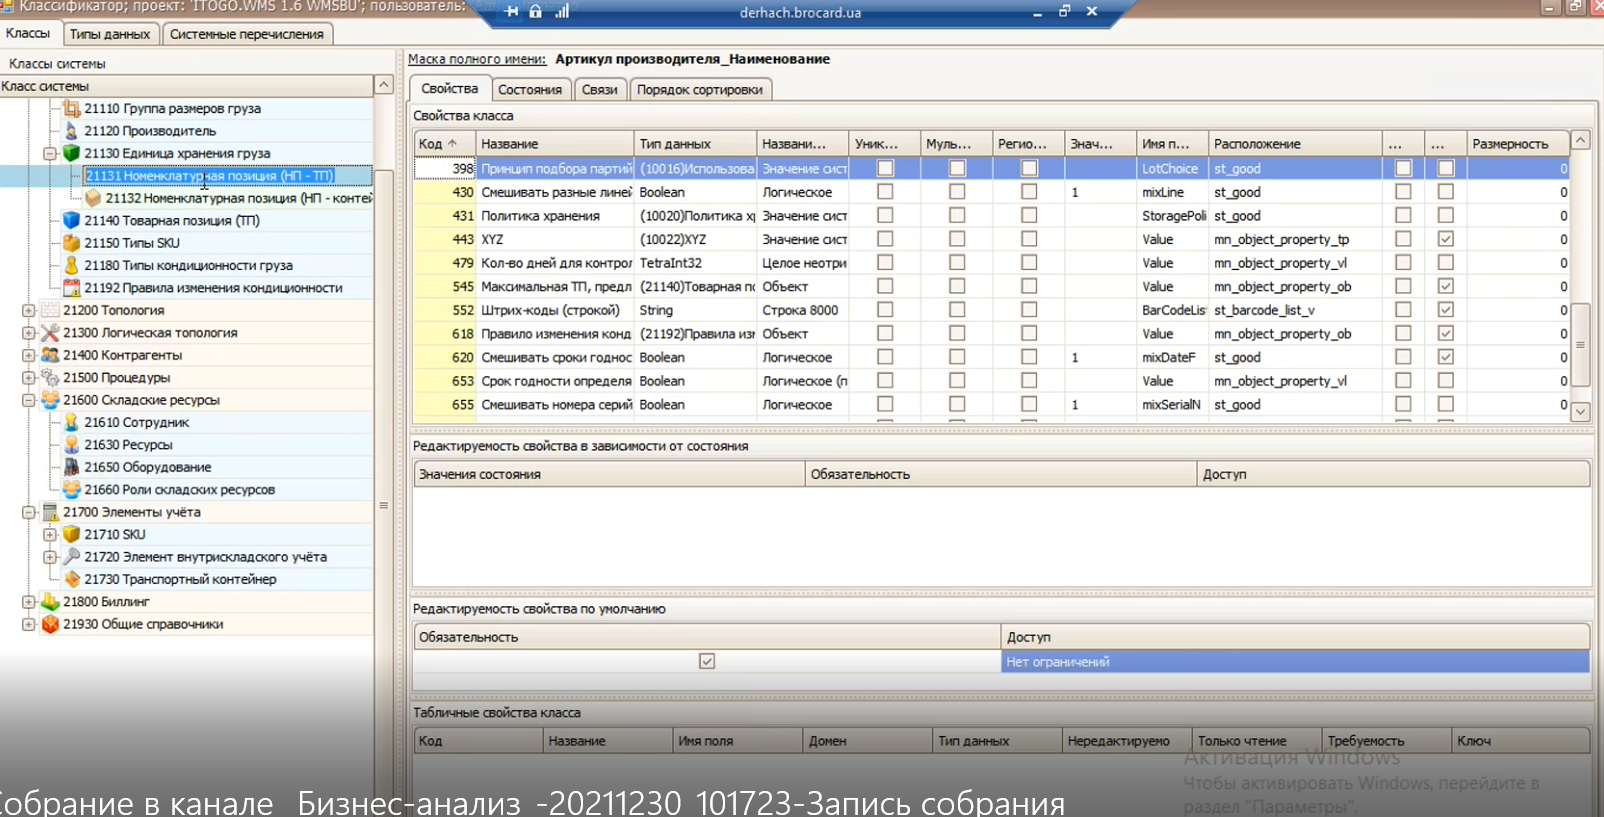 Классификатор; проект: 'ITOGO.WMS 1.6 WMSBU'; пользователь:
derhach.brocard.ua
Классы Типы данных Системные перечисления
Классы системы
Класс системы
21110 Группа размеров груза
21120 Производитель
21130 Единица хранения груза
21131 Номенклатурная позиция (НП - ТП)
21132 Номенклатурная позиция (НП - контей
21140 Товарная позиция (ТП)
21150 Типы SKU
21180 Типы кондиционности груза
21192 Правила изменения кондиционности
21200 Топология
21300 Логическая топология
21400 Контрагенты
21500 Процедуры
21600 Складские ресурсы
21610 Сотрудник
21630 Ресурсы
21650 Оборудование
21660 Роли складских ресурсов
21700 Элементы учёта
21710 SKU
21720 Элемент внутрискладского учёта
21730 Транспортный контейнер
21800 Биллинг
21930 Общие справочники
Маска полного имени: Артикул производителя_Наименование
Свойства Состояния Связи Порядок сортировки
Свойства класса
Код Название Тип данных Названи... Уник... Муль... Регио... Знач... Имя п... Расположение ... ... Размерность
398 Принцип подбора партий (10016)Использова Значение сист LotChoice st_good 0
430 Смешивать разные линей Boolean Логическое 1 mixLine st_good 0
431 Политика хранения (10020)Политика хр Значение сист StoragePoli st_good 0
443 XYZ (10022)XYZ Значение сист Value mn_object_property_tp 0
479 Кол-во дней для контрол TetraInt32 Целое неотри Value mn_object_property_vl 0
545 Максимальная ТП, предл (21140)Товарная по Объект Value mn_object_property_ob 0
552 Штрих-коды (строкой) String Строка 8000 BarCodeLis st_barcode_list_v 0
618 Правило изменения конд (21192)Правила изм Объект Value mn_object_property_ob 0
620 Смешивать сроки годнос Boolean Логическое 1 mixDateF st_good 0
653 Срок годности определя Boolean Логическое (п Value mn_object_property_vl 0
655 Смешивать номера серий Boolean Логическое 1 mixSerialN st_good 0
Редактируемость свойства в зависимости от состояния
Значения состояния Обязательность Доступ
Редактируемость свойства по умолчанию
Обязательность Доступ
Нет ограничений
Табличные свойства класса
Код Название Имя поля Домен Тип данных Нередактируемо Только чтение Требуемость Ключ
Активация Windows
Чтобы активировать Windows, перейдите в
раздел "Параметры".
Собрание в канале _Бизнес-анализ_-20211230_101723-Запись собрания